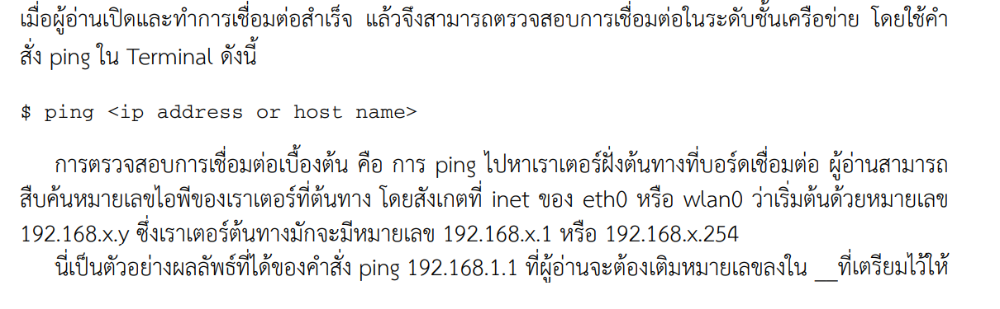 เมื่อผู้อ่านเปิดและทำการเชื่อมต่อสำเร็จ แล้วจึงสามารถตรวจสอบการเชื่อมต่อในระดับชั้นเครือข่าย โดยใช้คำ
สั่ง ping ใน Terminal ดังนี้
$ ping <ip address or host name>
การตรวจสอบการเชื่อมต่อเบื้องต้น คือ การ ping ไปหาเราเตอร์ฝั่งต้นทางที่บอร์ดเชื่อมต่อ ผู้อ่านสามารถ
สืบค้นหมายเลขไอพีของเราเตอร์ที่ต้นทาง โดยสังเกตที่ inet ของ eth0 หรือ wlan0 ว่าเริ่มต้นด้วยหมายเลข
192.168.x.y ซึ่งเราเตอร์ต้นทางมักจะมีหมายเลข 192.168.x.1 หรือ 192.168.x.254
นี่เป็นตัวอย่างผลลัพธ์ที่ได้ของคำสั่ง ping 192.168.1.1 ที่ผู้อ่านจะต้องเติมหมายเลขลงใน __ที่เตรียมไว้ให้